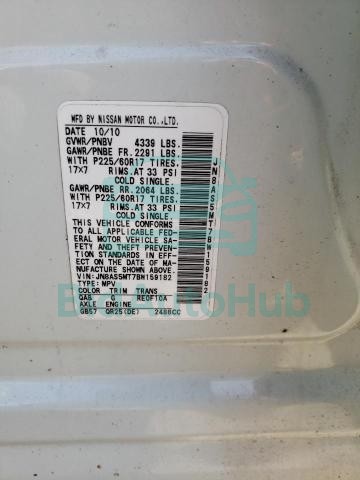 MFD BY NISSAN MOTOR CO.,LTD.
DATE 10/10
GVWR/PNBV 4339 LBS.
GAWR/PNBE FR. 2291 LBS.
WITH P225/60R17 TIRES.
17x7 RIMS.AT 33 PSI
COLD SINGLE.
GAWR/PNBE RR. 2064 LBS.
WITH P225/60R17 TIRES.
17x7 RIMS.AT 33 PSI
COLD SINGLE.
THIS VEHICLE CONFORMS
TO ALL APPLICABLE FED-
ERAL MOTOR VEHICLE SA-
FETY AND THEFT PREVENTION
STANDARDS IN EFF-
ECT ON THE DATE OF MA-
NUFACTURE SHOWN ABOVE.
VIN: JN8AS5MT7BW159182
TYPE: MPV
COLOR TRIM TRANS
QAB G RE0F10A
AXLE ENGINE
GB57 QR25(DE) 2488CC
JN8AS5MT7BW159182
BidAutoHub